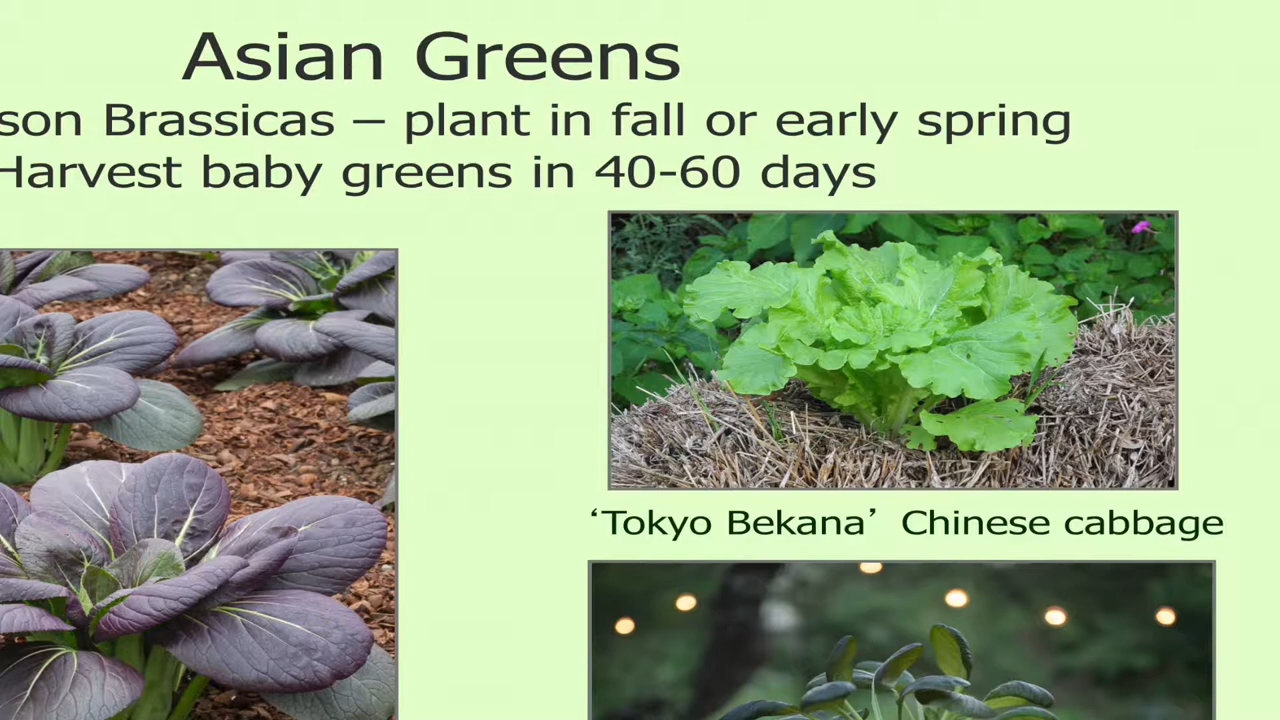 Asian Greens
son Brassicas – plant in fall or early spring
Harvest baby greens in 40-60 days
‘Tokyo Bekana’ Chinese cabbage